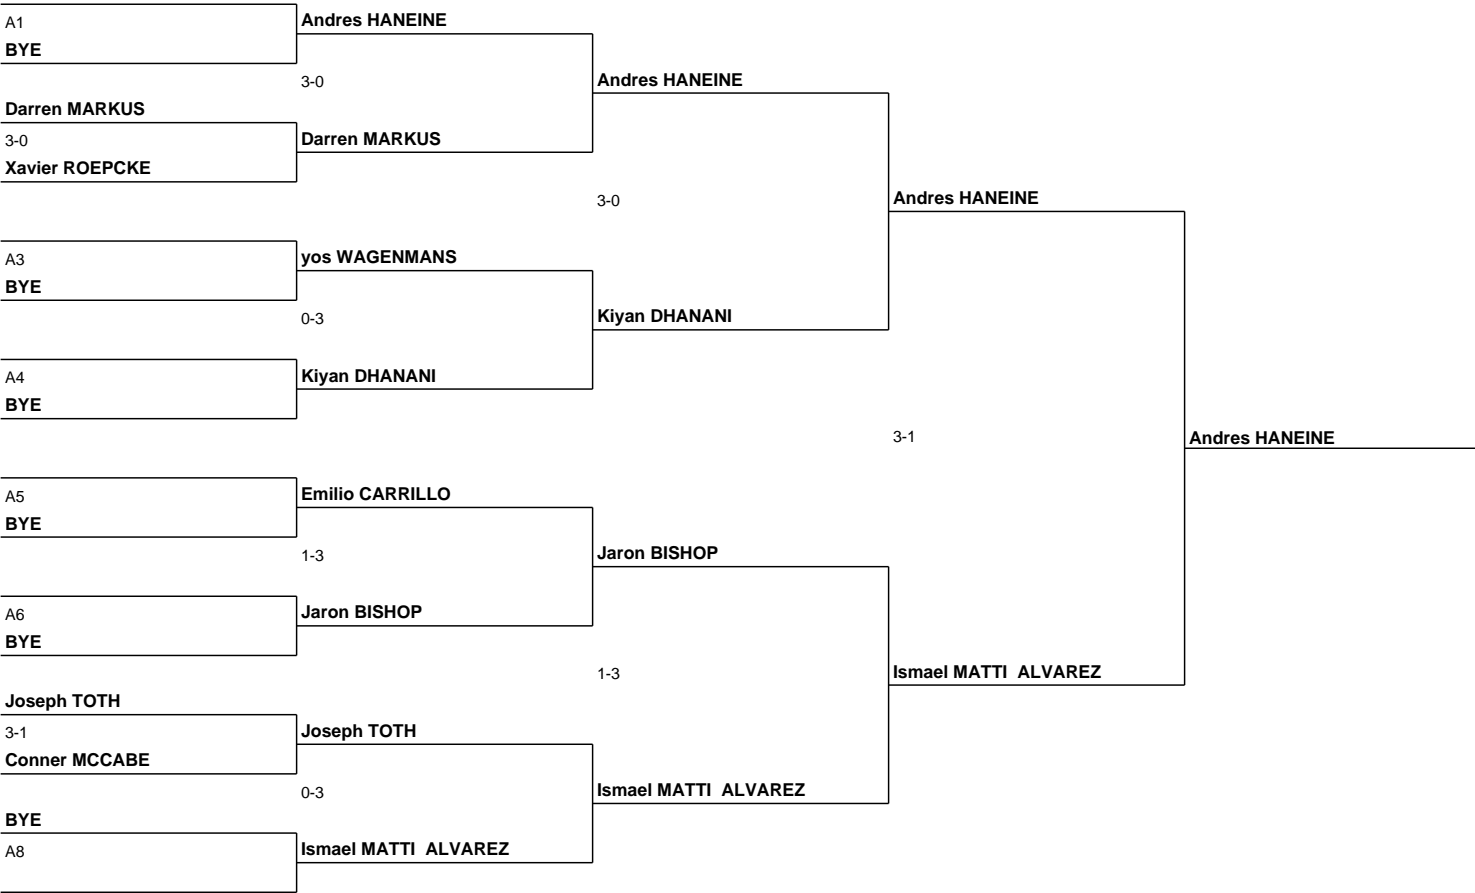 A1
BYE
Andres HANEINE
3-0
Darren MARKUS
3-0
Xavier ROEPCKE
Darren MARKUS
Andres HANEINE
3-0
A3
BYE
yos WAGENMANS
0-3
A4
BYE
Kiyan DHANANI
Kiyan DHANANI
Andres HANEINE
3-1
Andres HANEINE
A5
BYE
Emilio CARRILLO
1-3
A6
BYE
Jaron BISHOP
Jaron BISHOP
1-3
Joseph TOTH
3-1
Conner MCCABE
Joseph TOTH
0-3
BYE
A8
Ismael MATTI  ALVAREZ
Ismael MATTI  ALVAREZ
Ismael MATTI  ALVAREZ